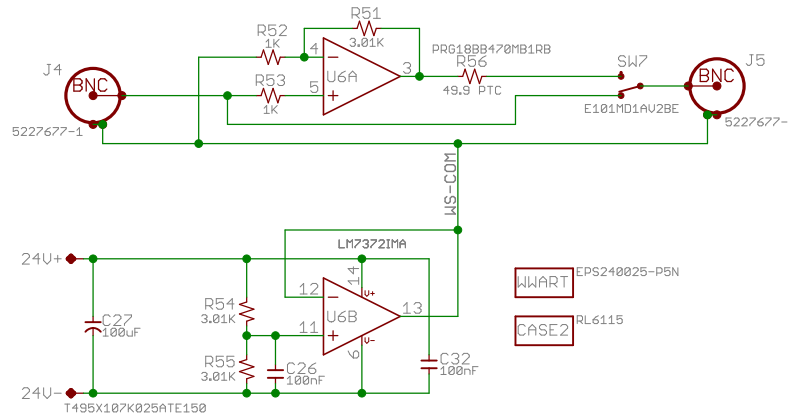 R51
R52
3.01K
1K
4
U6A
3
PRG18BB470MB1RB
R56
49.9 PTC
SW7
J5
BNC
J4
BNC
R53
5
1K
E101MD1AV2BE
5227677-1
5227677-
WS-COM
LM7372IMA
24V+
14
V+
12
U6B
13
11
V-
6
R54
3.01K
C27
100uF
R55
3.01K
C26
100nF
C32
100nF
24V-
T495X107K025ATE150
WWART
EPS240025-P5N
CASE2
RL6115